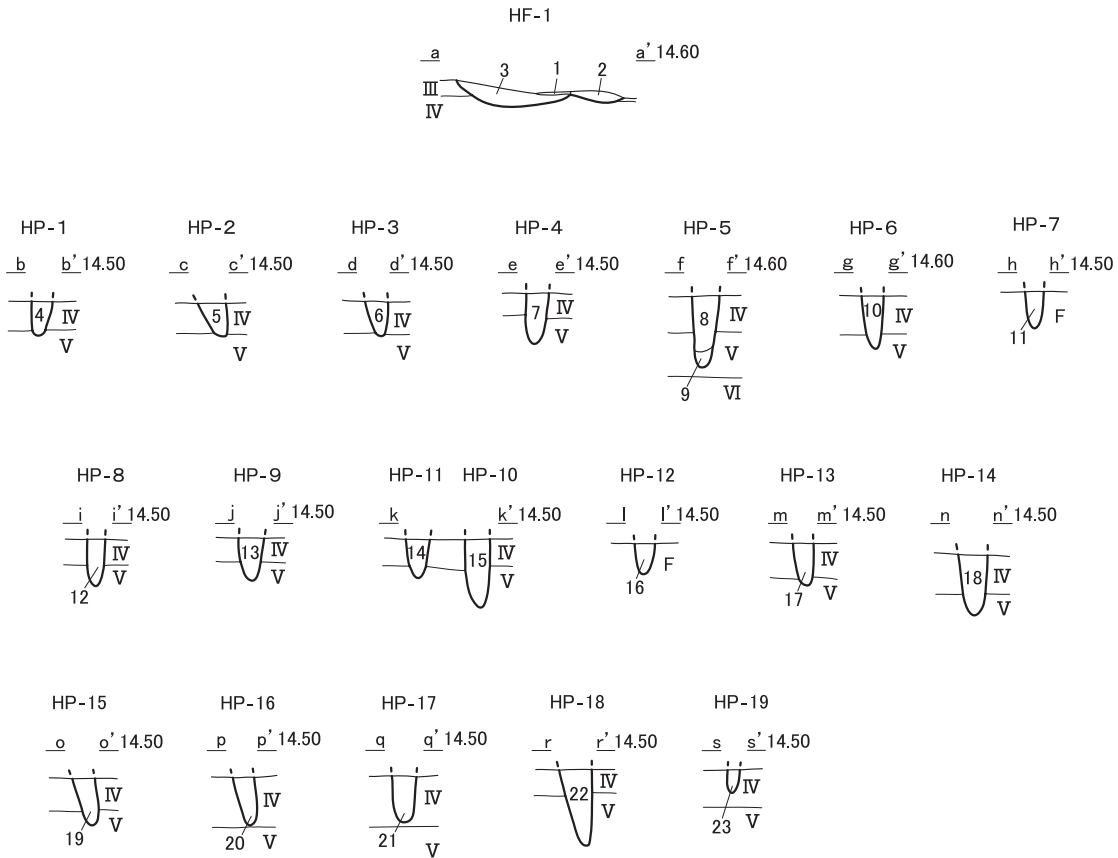 HF-1
a a' 14.60
3 1 2
Ⅲ
Ⅳ
HP-1 HP-2 HP-3 HP-4 HP-5 HP-6 HP-7
b b' 14.50 c c' 14.50 d d' 14.50 e e' 14.50 f f' 14.60 g g' 14.60 h h' 14.50
4 Ⅳ 5 Ⅳ 6 Ⅳ 7 Ⅳ 8 Ⅳ 10 Ⅳ F
Ⅴ Ⅴ Ⅴ Ⅴ Ⅴ Ⅴ 11
9 Ⅵ
HP-8 HP-9 HP-11 HP-10 HP-12 HP-13 HP-14
i i' 14.50 j j' 14.50 k k' 14.50 l l' 14.50 m m' 14.50 n n' 14.50
Ⅳ 13 Ⅳ 14 15 Ⅳ F Ⅳ 18 Ⅳ
12 Ⅴ Ⅴ Ⅴ 16 17 Ⅴ Ⅴ
HP-15 HP-16 HP-17 HP-18 HP-19
o o' 14.50 p p' 14.50 q q' 14.50 r r' 14.50 s s' 14.50
Ⅳ Ⅳ Ⅳ 22 Ⅳ Ⅳ
19 Ⅴ 20 Ⅴ 21 Ⅴ Ⅴ 23 Ⅴ